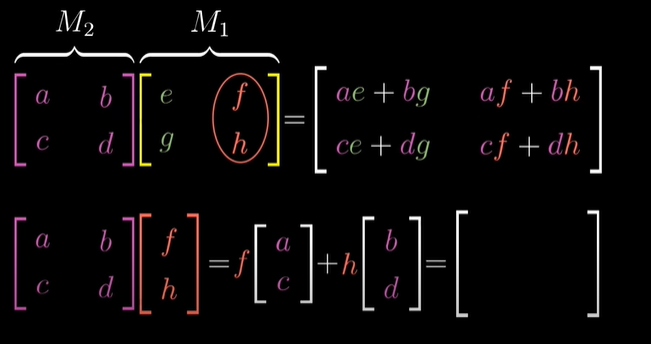 M₂ M₁
[a b; c d] [e f; g h] = [ae + bg af + bh; ce + dg cf + dh]
[a b; c d] [f; h] = f [a; c] + h [b; d] = [ ]